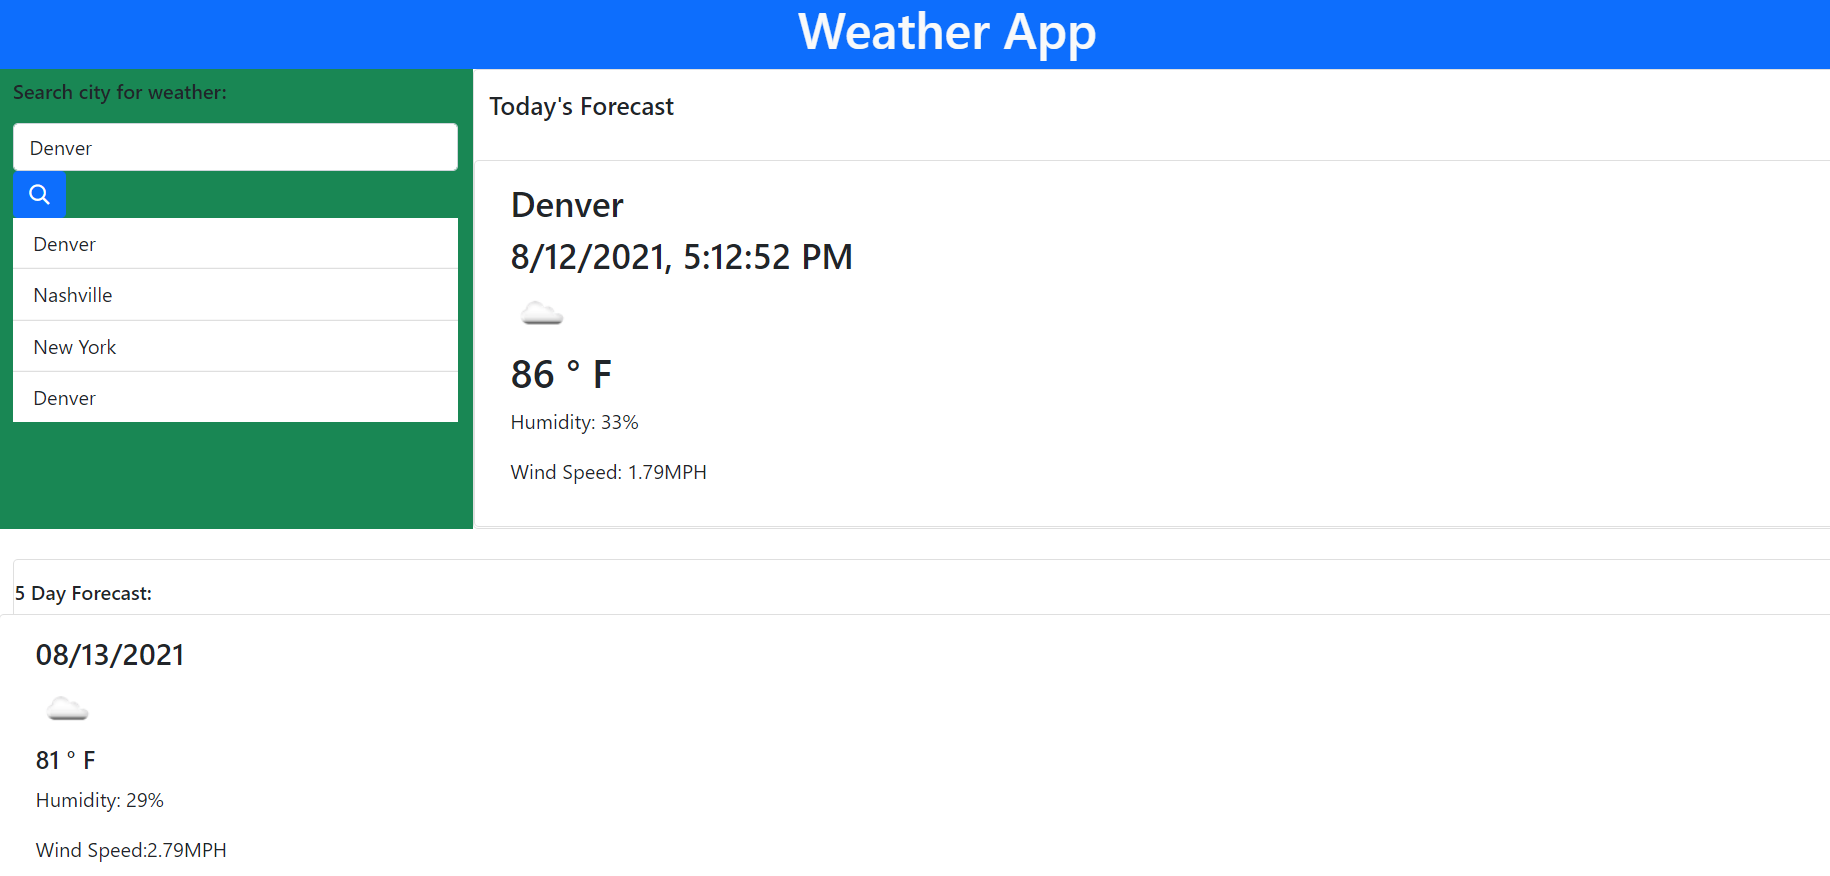 Weather App
Search city for weather:
Denver
Denver
Nashville
New York
Denver
Today's Forecast
Denver
8/12/2021, 5:12:52 PM
86 ° F
Humidity: 33%
Wind Speed: 1.79MPH
5 Day Forecast:
08/13/2021
81 ° F
Humidity: 29%
Wind Speed:2.79MPH